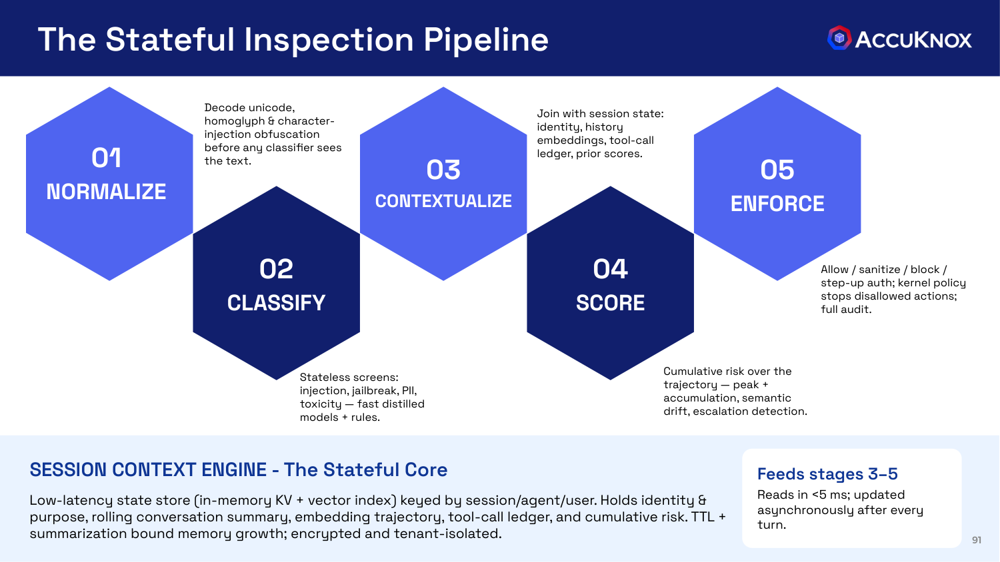 The Stateful Inspection Pipeline
ACCUKNOX
01
NORMALIZE
Decode unicode,
homoglyph & character-
injection obfuscation
before any classifier sees
the text.
02
CLASSIFY
Stateless screens:
injection, jailbreak, PII,
toxicity — fast distilled
models + rules.
03
CONTEXTUALIZE
Join with session state:
identity, history
embeddings, tool-call
ledger, prior scores.
04
SCORE
Cumulative risk over the
trajectory — peak +
accumulation, semantic
drift, escalation detection.
05
ENFORCE
Allow / sanitize / block /
step-up auth; kernel policy
stops disallowed actions;
full audit.
SESSION CONTEXT ENGINE - The Stateful Core
Low-latency state store (in-memory KV + vector index) keyed by session/agent/user. Holds identity &
purpose, rolling conversation summary, embedding trajectory, tool-call ledger, and cumulative risk. TTL +
summarization bound memory growth; encrypted and tenant-isolated.
Feeds stages 3–5
Reads in <5 ms; updated
asynchronously after every
turn.
91